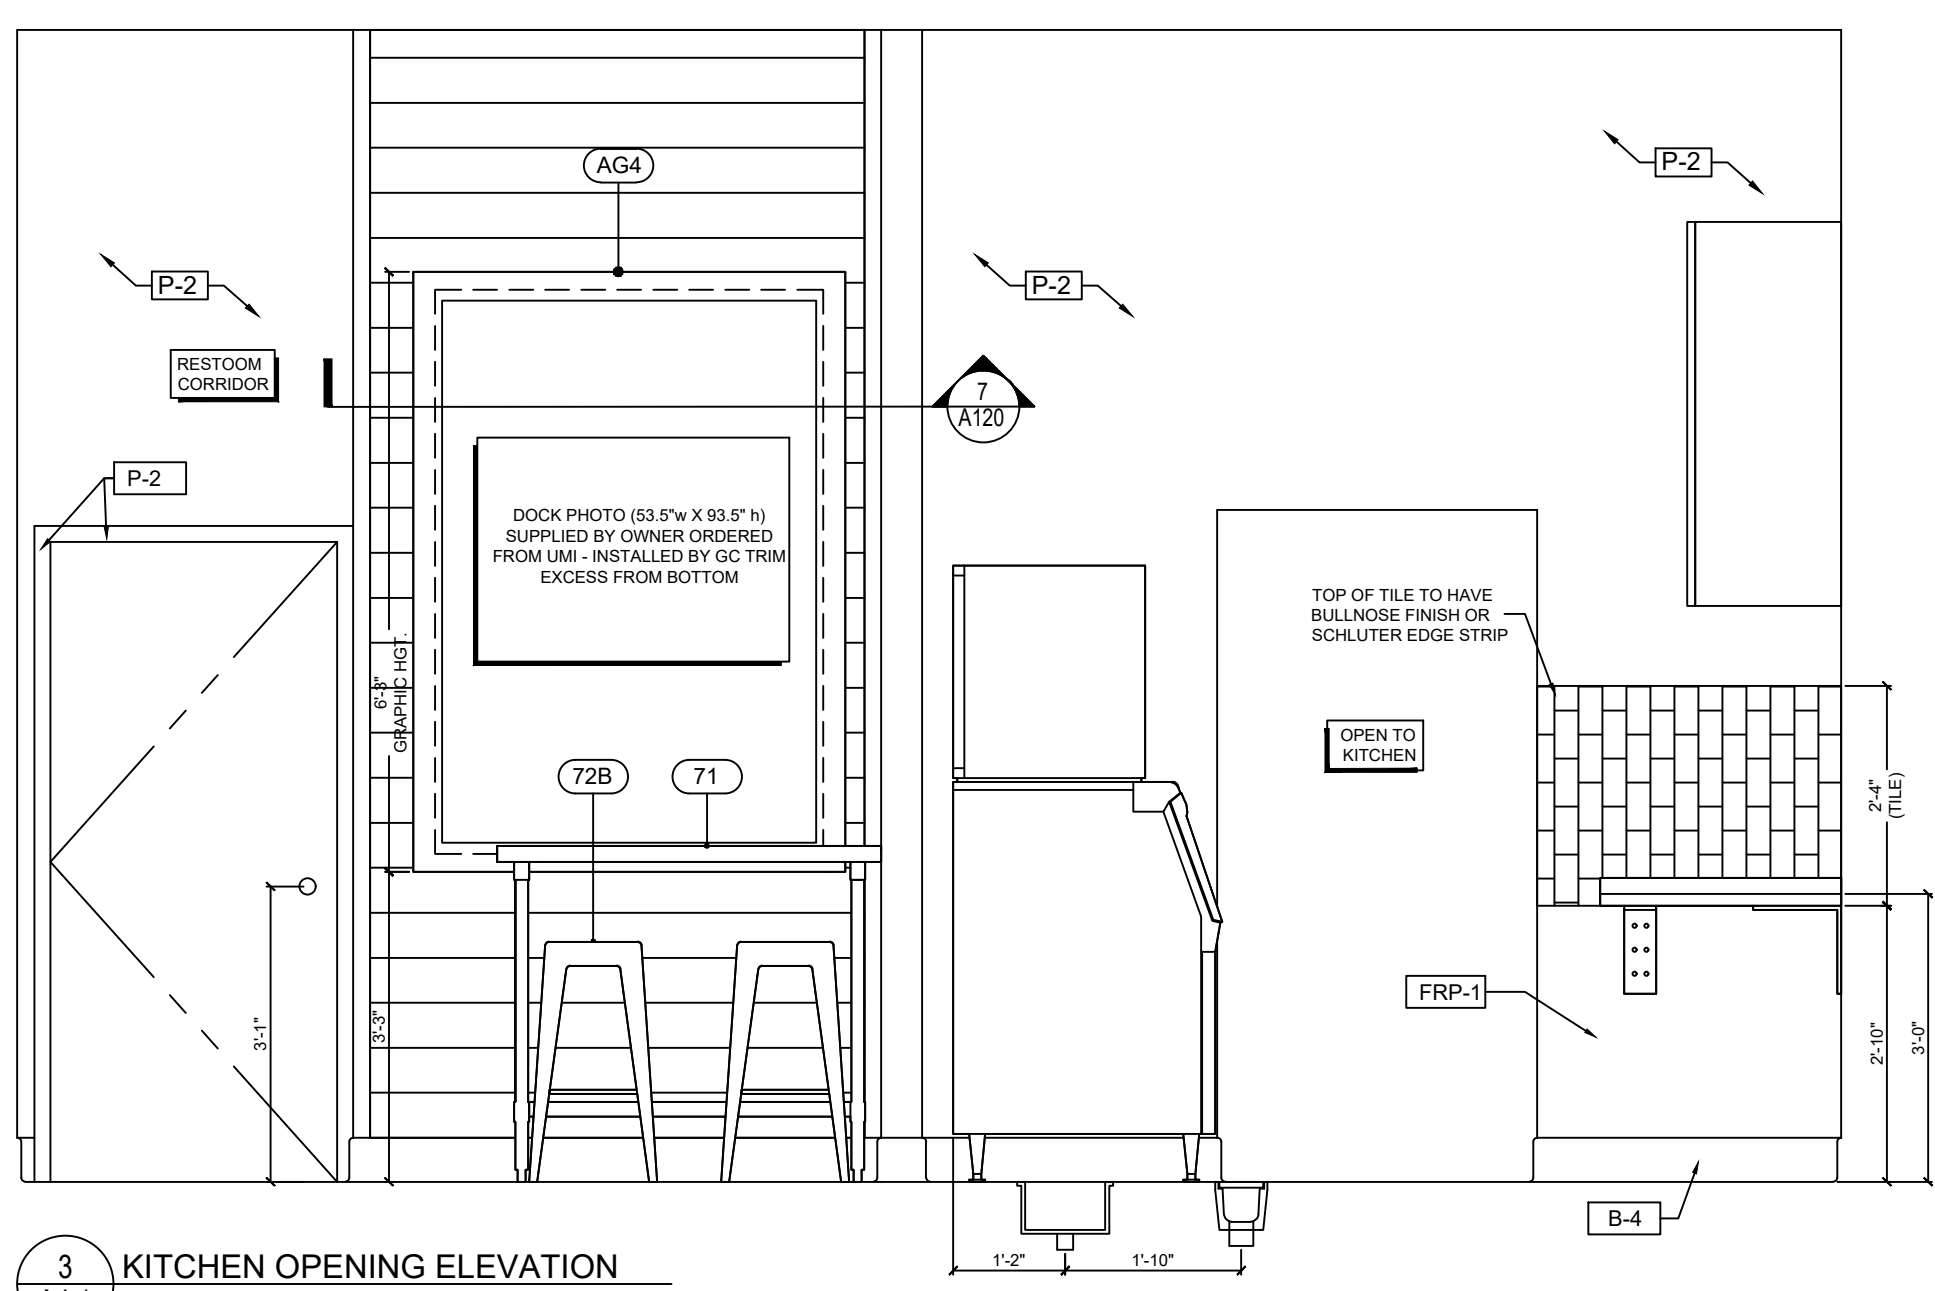 AG4
P-2
P-2
P-2
RESTOOM
CORRIDOR
7
A120
P-2
DOCK PHOTO (53.5"w X 93.5" h)
SUPPLIED BY OWNER ORDERED
FROM UMI - INSTALLED BY GC TRIM
EXCESS FROM BOTTOM
TOP OF TILE TO HAVE
BULLNOSE FINISH OR
SCHLUTER EDGE STRIP
6'-3"
GRAPHIC HGT.
OPEN TO
KITCHEN
72B
71
2'-4"
(TILE)
FRP-1
3'-1"
3'-3"
2'-10"
3'-0"
B-4
1'-2"
1'-10"
3
KITCHEN OPENING ELEVATION